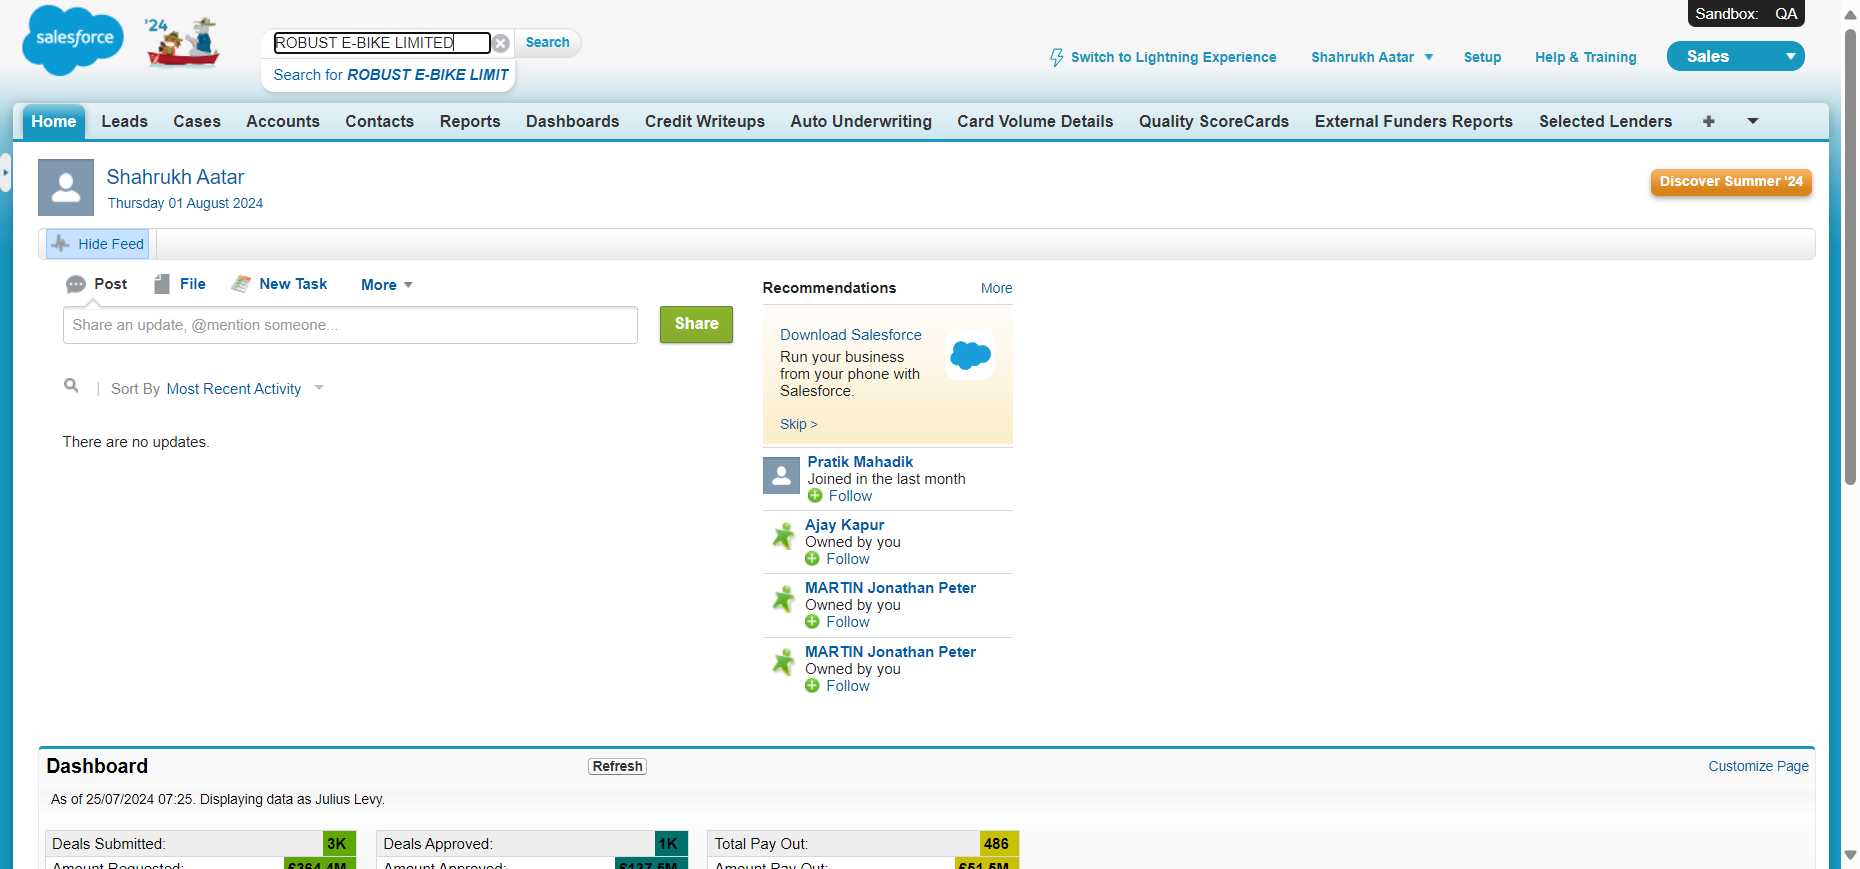 Sandbox: QA
salesforce
'24
ROBUST E-BIKE LIMITED
Search
Search for ROBUST E-BIKE LIMIT
Switch to Lightning Experience
Shahrukh Aatar
Setup
Help & Training
Sales
Home Leads Cases Accounts Contacts Reports Dashboards Credit Writeups Auto Underwriting Card Volume Details Quality ScoreCards External Funders Reports Selected Lenders +
Shahrukh Aatar
Thursday 01 August 2024
Discover Summer '24
Hide Feed
Post File New Task More
Share an update, @mention someone...
Share
Sort By Most Recent Activity
There are no updates.
Recommendations More
Download Salesforce
Run your business
from your phone with
Salesforce.
Skip >
Pratik Mahadik
Joined in the last month
Follow
Ajay Kapur
Owned by you
Follow
MARTIN Jonathan Peter
Owned by you
Follow
MARTIN Jonathan Peter
Owned by you
Follow
Dashboard
Refresh
Customize Page
As of 25/07/2024 07:25. Displaying data as Julius Levy.
Deals Submitted: 3K
Deals Approved: 1K
Total Pay Out: 486
Amount Requested: £364.4M
Amount Approved: £137.5M
Amount Pay Out: £51.5M